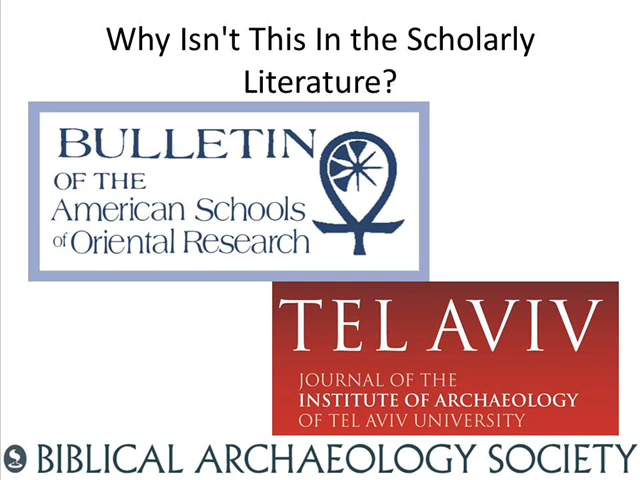 Why Isn't This In the Scholarly
Literature?
BULLETIN
OF THE
American Schools
of Oriental Research
TEL AVIV
JOURNAL OF THE
INSTITUTE OF ARCHAEOLOGY
OF TEL AVIV UNIVERSITY
BIBLICAL ARCHAEOLOGY SOCIETY